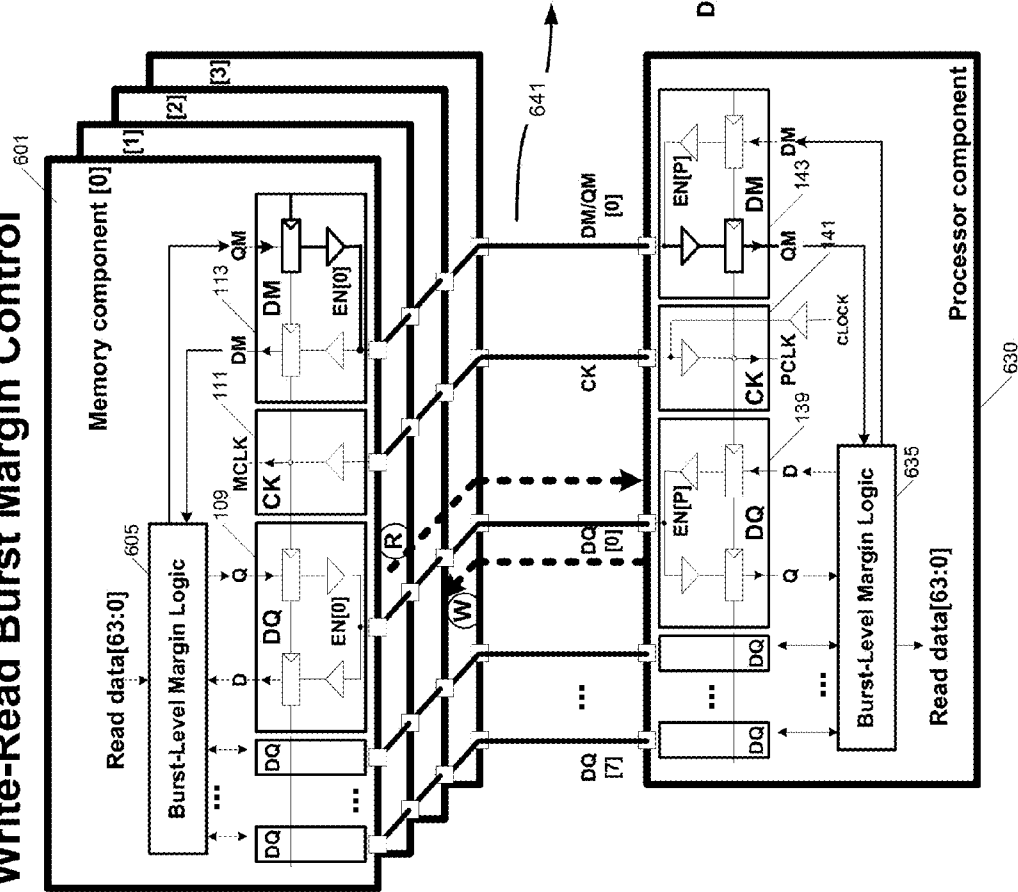 Write-Read Burst Margin Control
601
Memory component [0]
[1]
[2]
[3]
Read data[63:0]
605
Burst-Level Margin Logic
109
MCLK
111
DM
113
QM
D
Q
DQ
DQ
...
...
DQ
EN[0]
CK
DM
EN[0]
R
W
DQ
[7]
...
DQ
[0]
CK
DM/QM
[0]
641
D
DQ
...
DQ
EN[P]
DQ
139
CK
PCLK
CLOCK
141
EN[P]
DM
143
Q
D
QM
DM
...
Burst-Level Margin Logic
635
Read data[63:0]
Processor component
630